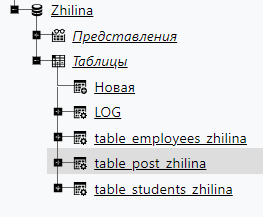 Zhilina
Представления
Таблицы
Новая
LOG
table_employees_zhilina
table_post_zhilina
table_students_zhilina